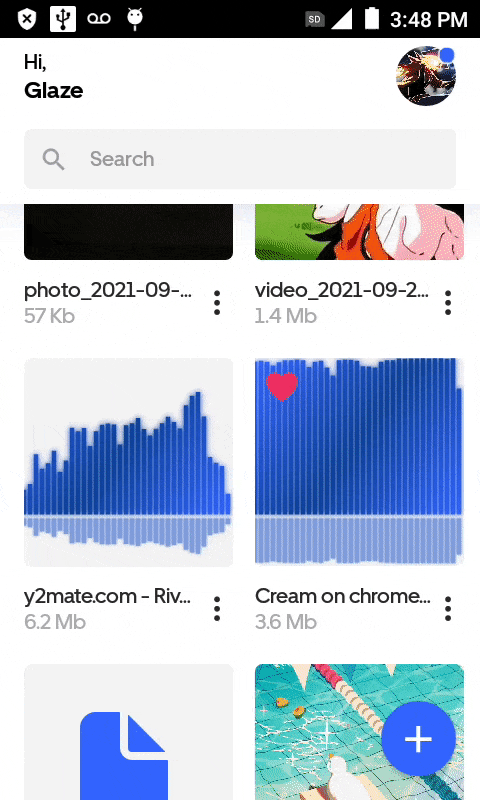 SD
3:48 PM
Hi,
Glaze
Search
photo_2021-09-...
57 Kb
video_2021-09-2...
1.4 Mb
y2mate.com - Riv...
6.2 Mb
Cream on chrome...
3.6 Mb